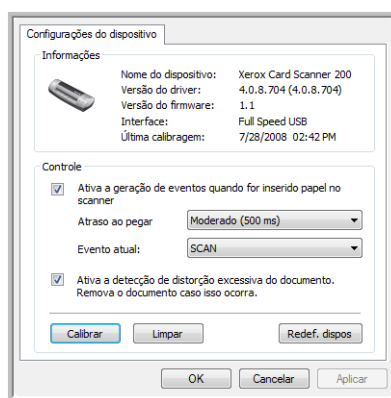 Configurações do dispositivo
Informações
Nome do dispositivo: Xerox Card Scanner 200
Versão do driver: 4.0.8.704 (4.0.8.704)
Versão do firmware: 1.1
Interface: Full Speed USB
Última calibragem: 7/28/2008 02:42 PM
Controle
Ativa a geração de eventos quando for inserido papel no
scanner
Atraso ao pegar Moderado (500 ms)
Evento atual: SCAN
Ativa a detecção de distorção excessiva do documento.
Remova o documento caso isso
ocorra.
Calibrar Limpar Redef. dispos
OK Cancelar Aplicar